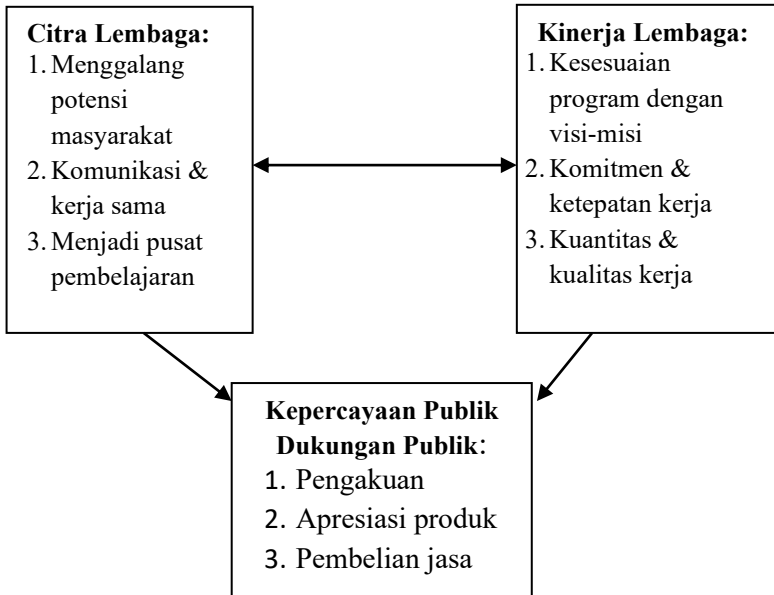 Citra Lembaga:
1. Menggalang
potensi
masyarakat
2. Komunikasi &
kerja sama
3. Menjadi pusat
pembelajaran
Kinerja Lembaga:
1. Kesesuaian
program dengan
visi-misi
2. Komitmen &
ketepatan kerja
3. Kuantitas &
kualitas kerja
Kepercayaan Publik
Dukungan Publik:
1. Pengakuan
2. Apresiasi produk
3. Pembelian jasa